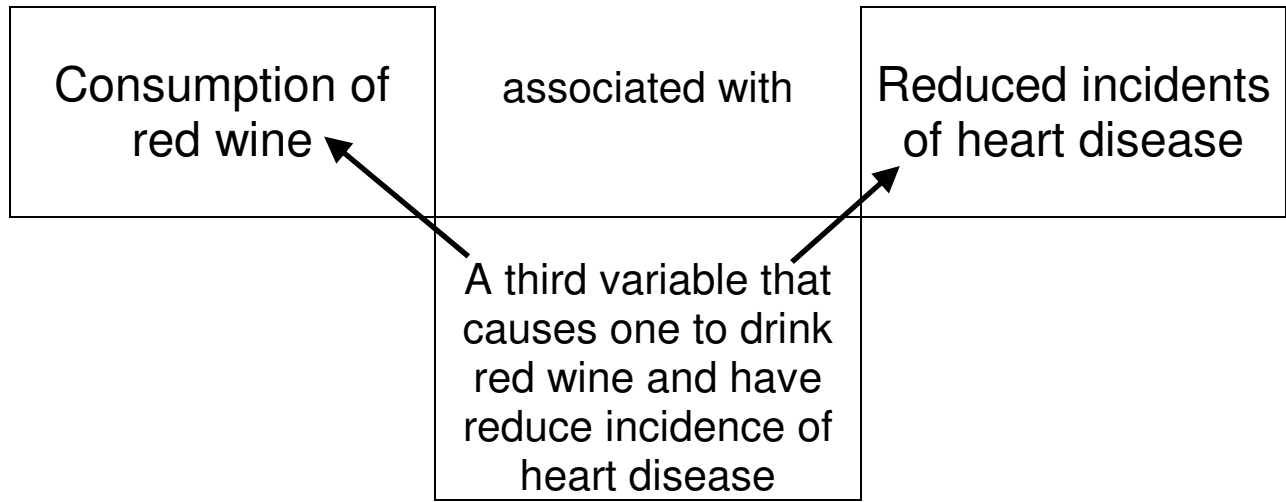 Consumption of
red wine
associated with
Reduced incidents
of heart disease
A third variable that
causes one to drink
red wine and have
reduce incidence of
heart disease